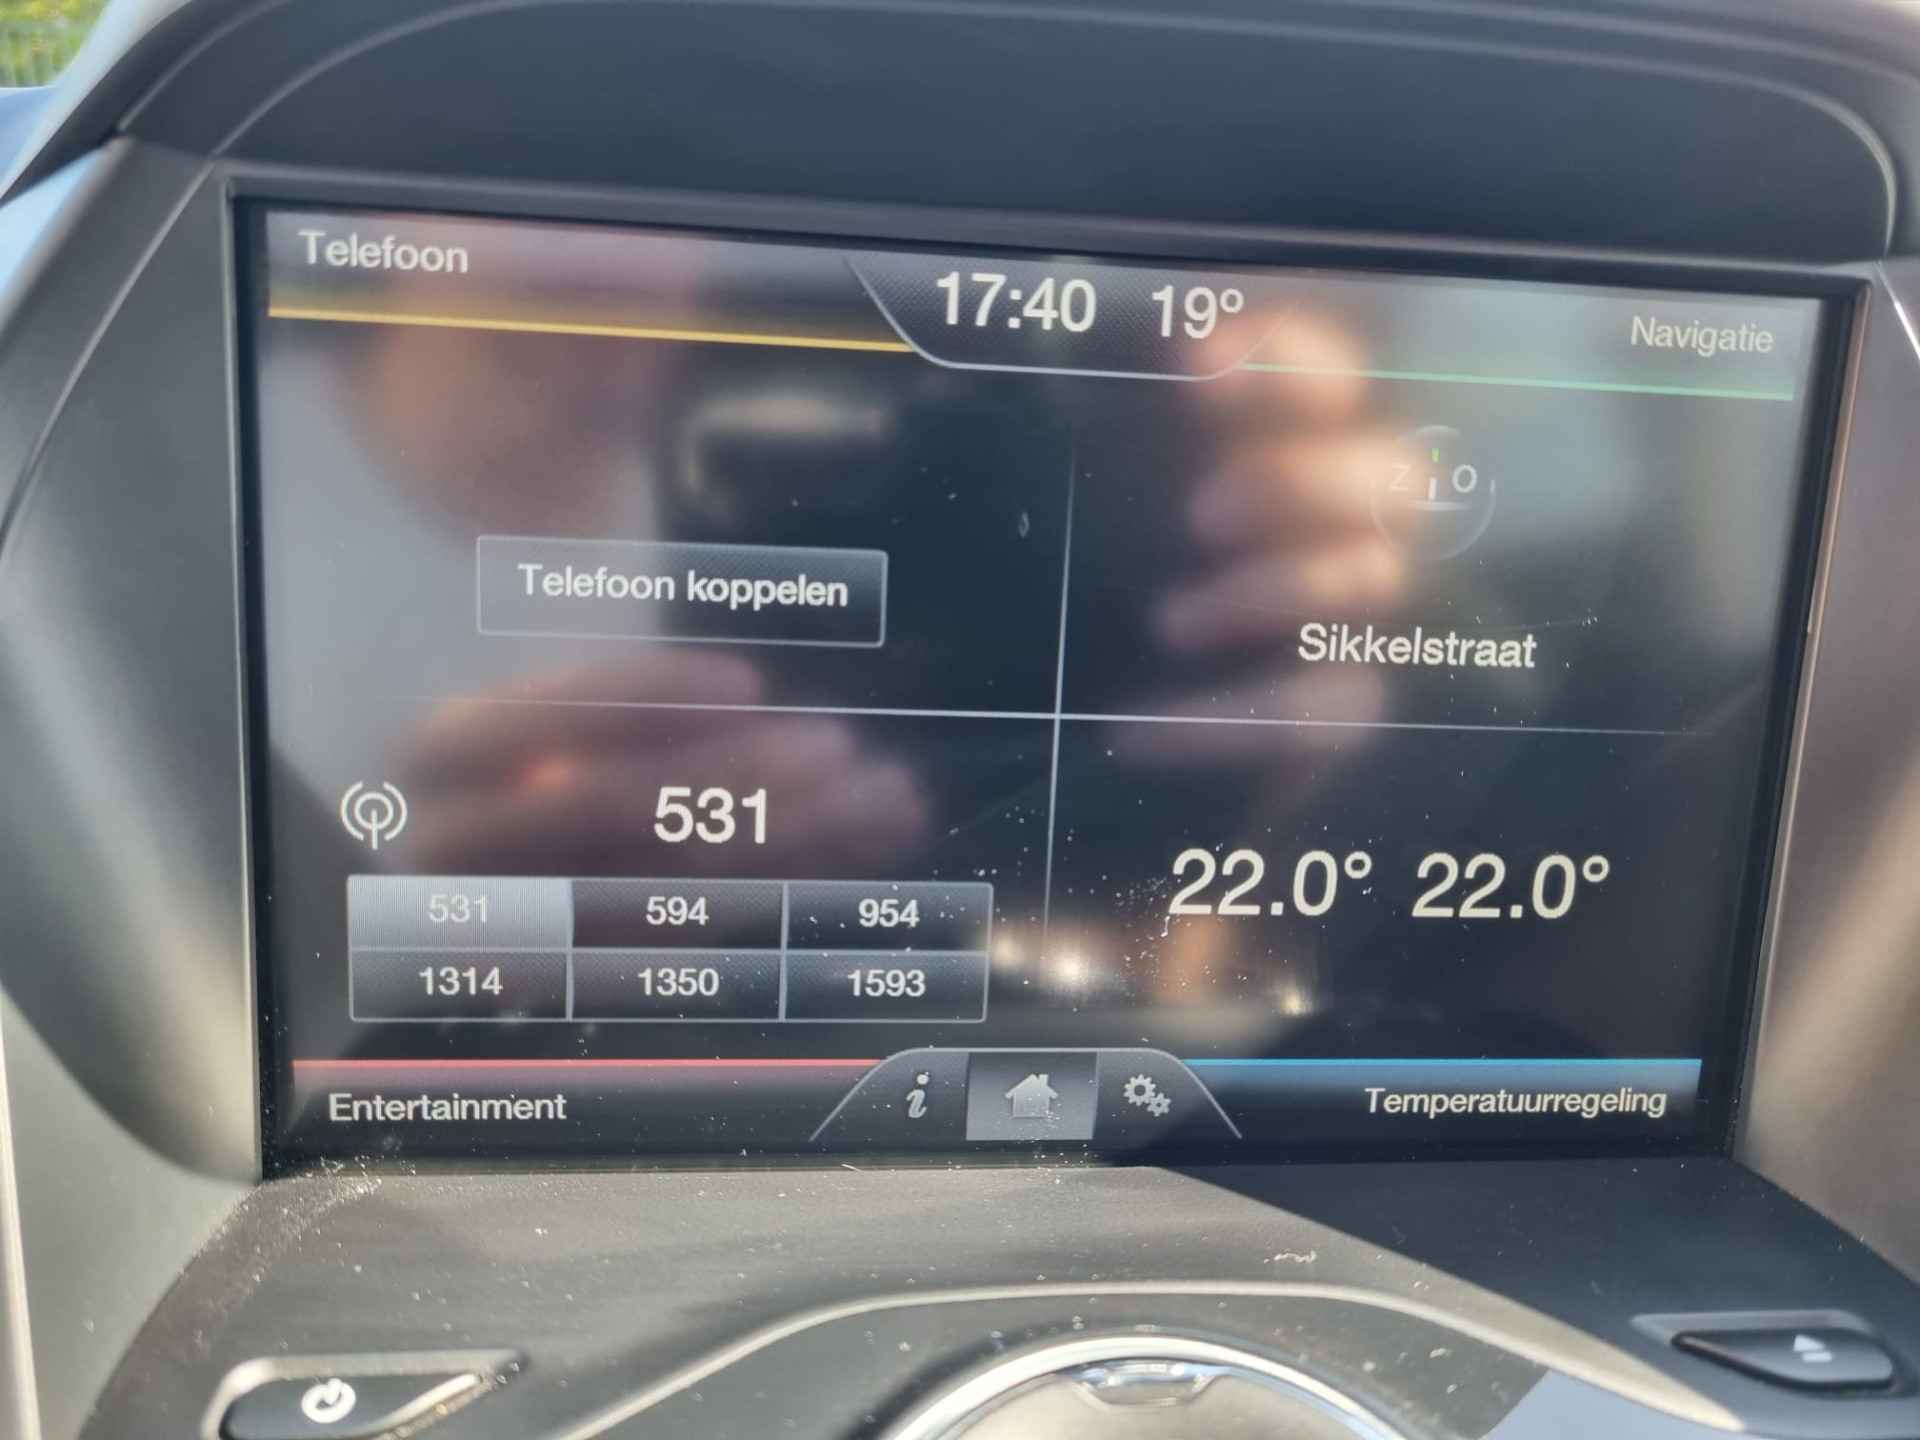 Telefoon
17:40 19°
Navigatie
Z O
Telefoon koppelen
Sikkelstraat
531
22.0° 22.0°
531 594 954
1314 1350 1593
Entertainment
i
Temperatuurregeling